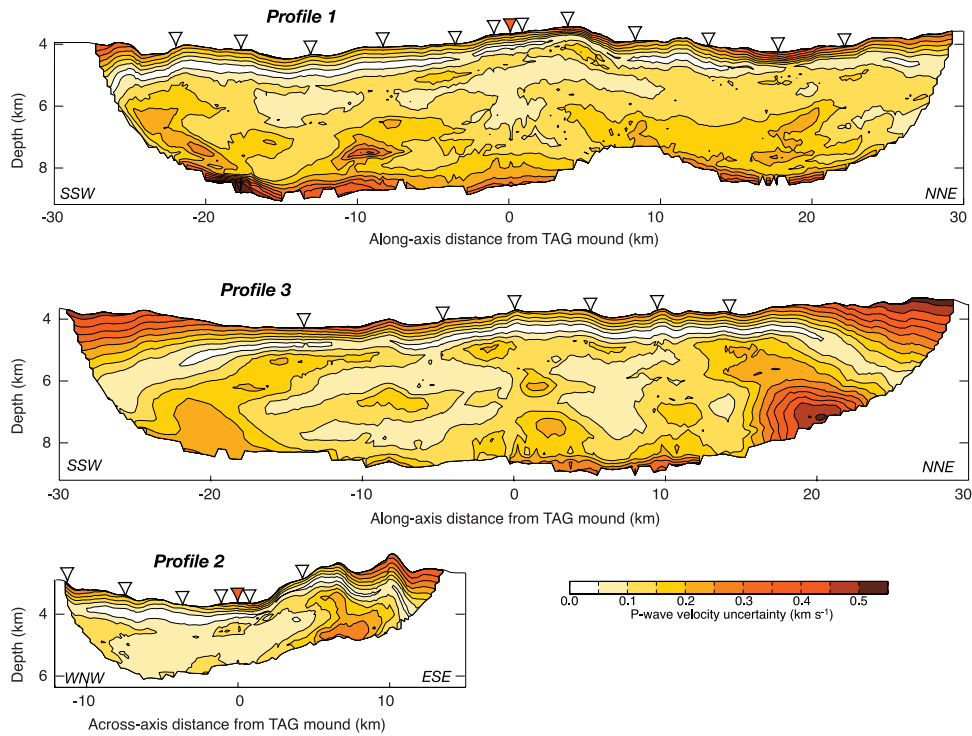 Profile 1
4
6
8
Depth (km)
SSW
NNE
-30
-20
-10
0
10
20
30
Along-axis distance from TAG mound (km)
Profile 3
4
6
8
Depth (km)
SSW
NNE
-30
-20
-10
0
10
20
30
Along-axis distance from TAG mound (km)
Profile 2
2
4
6
Depth (km)
WNW
ESE
-10
0
10
Across-axis distance from TAG mound (km)
0.0
0.1
0.2
0.3
0.4
0.5
P-wave velocity uncertainty (km s⁻¹)